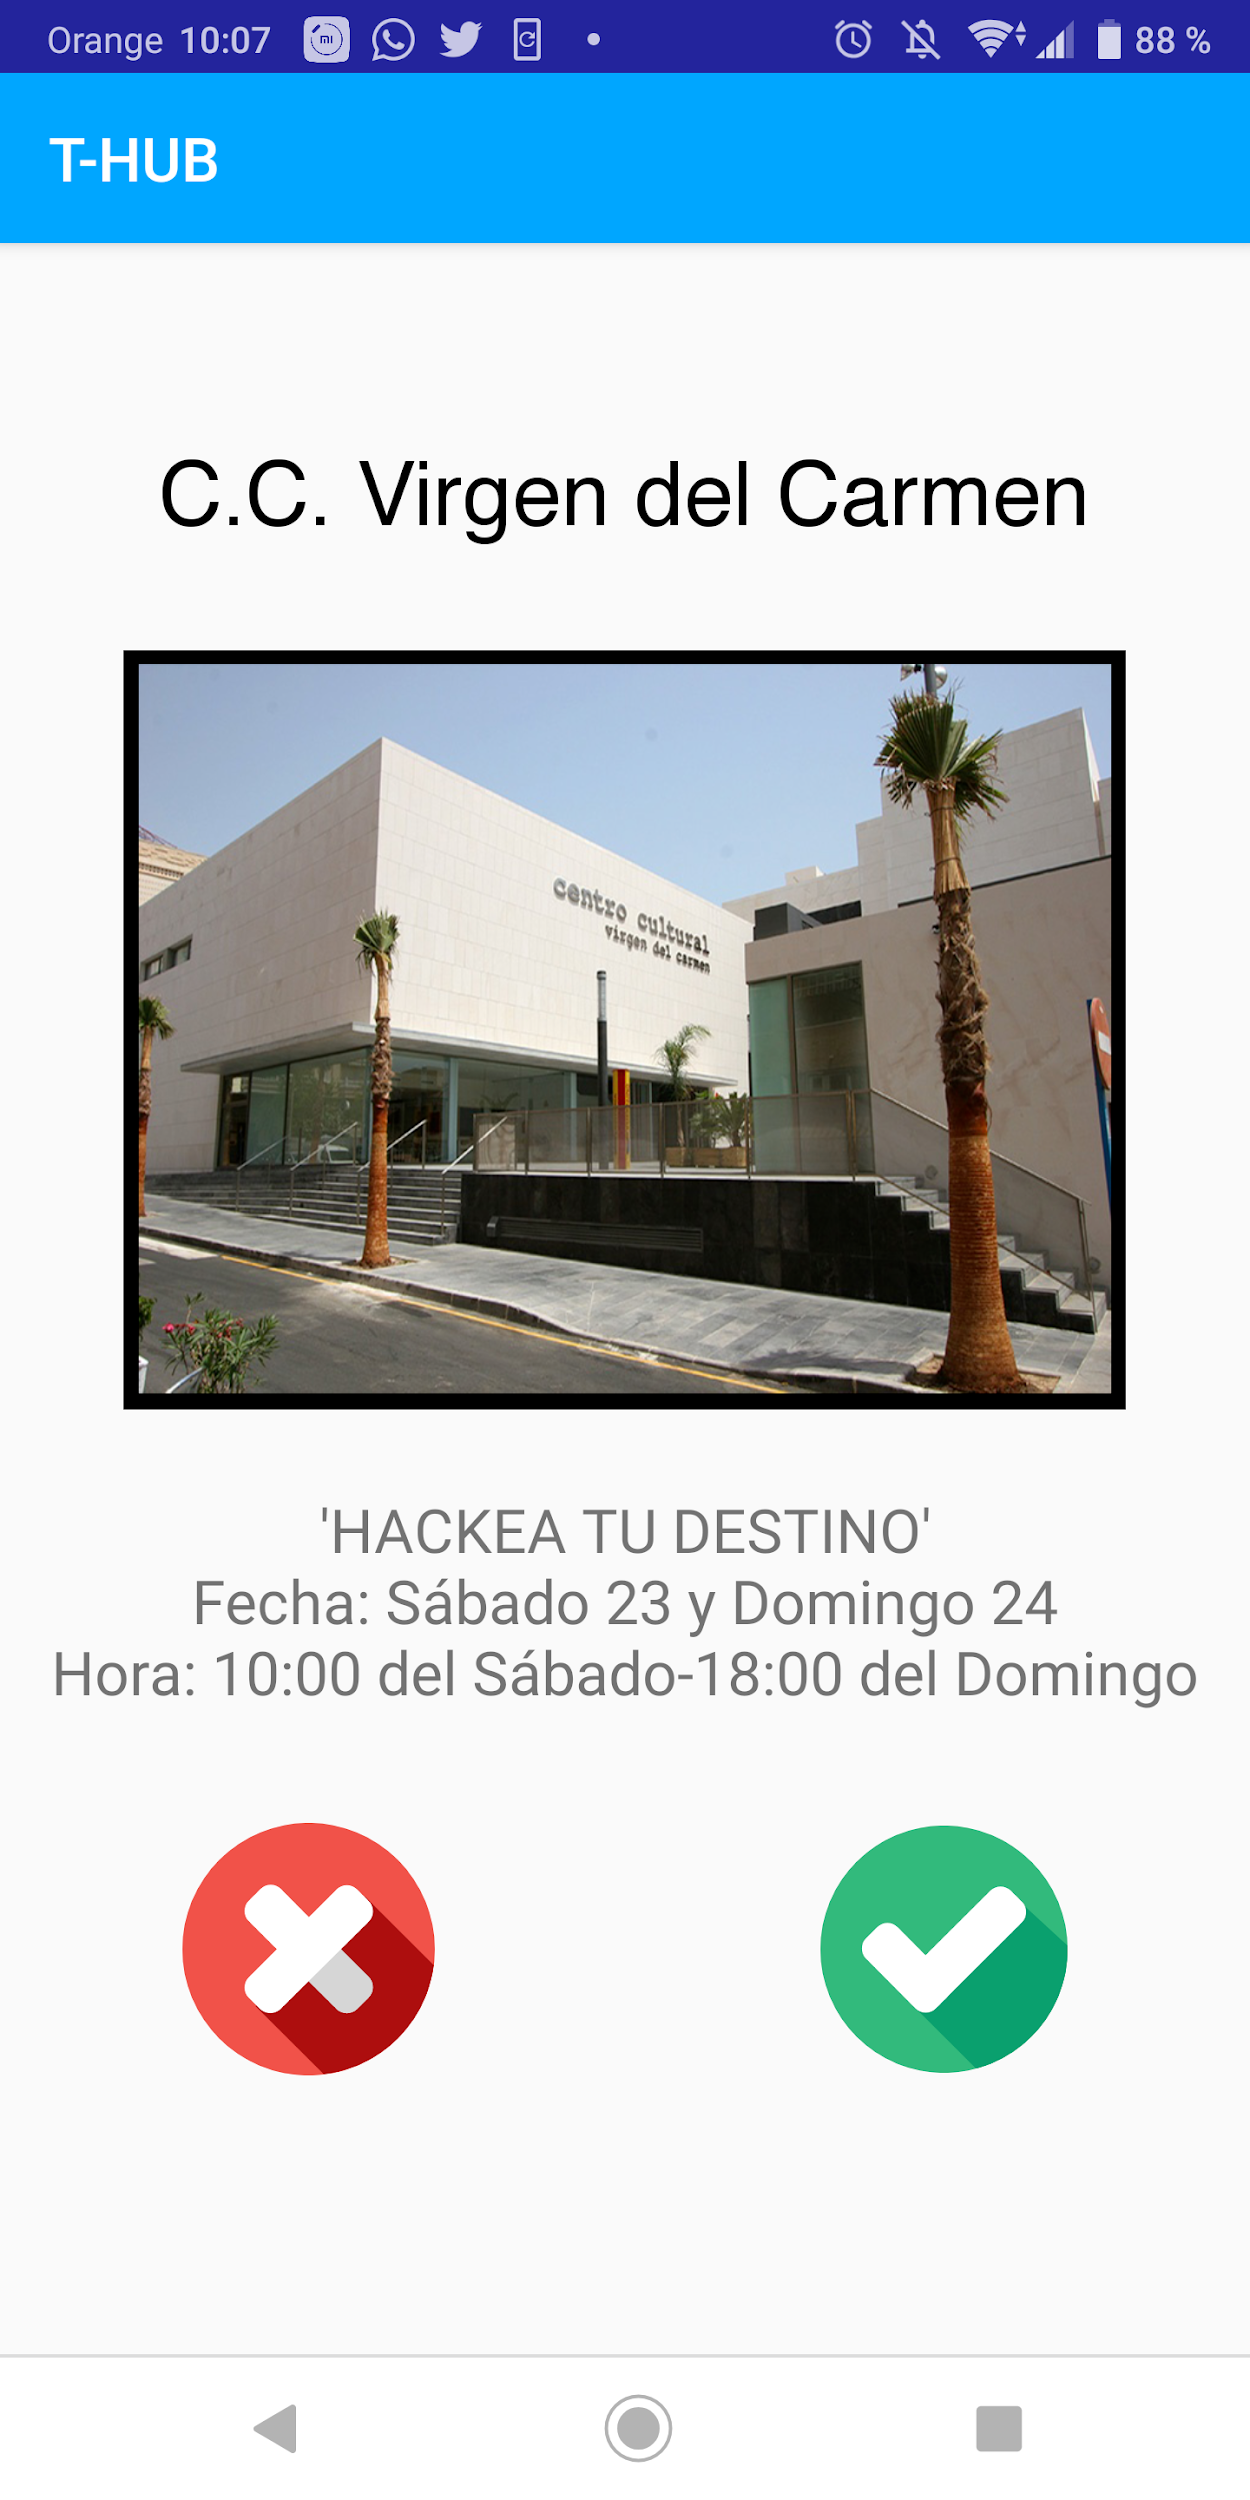 Orange 10:07 88 %
T-HUB
C.C. Virgen del Carmen
centro cultural
virgen del carmen
'HACKEA TU DESTINO'
Fecha: Sábado 23 y Domingo 24
Hora: 10:00 del Sábado-18:00 del Domingo